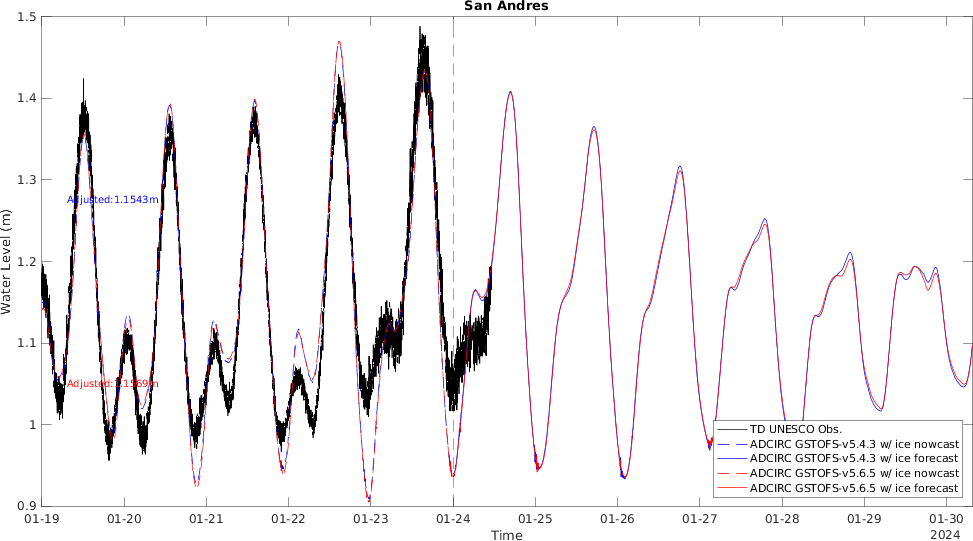 San Andres
1.5
1.4
1.3
1.2
1.1
1
0.9
Water Level (m)
Adjusted:1.1543m
Adjusted:1.1569m
TD UNESCO Obs.
ADCIRC GSTOFS-v5.4.3 w/ ice nowcast
ADCIRC GSTOFS-v5.4.3 w/ ice forecast
ADCIRC GSTOFS-v5.6.5 w/ ice nowcast
ADCIRC GSTOFS-v5.6.5 w/ ice forecast
01-19 01-20 01-21 01-22 01-23 01-24 01-25 01-26 01-27 01-28 01-29 01-30
Time
2024